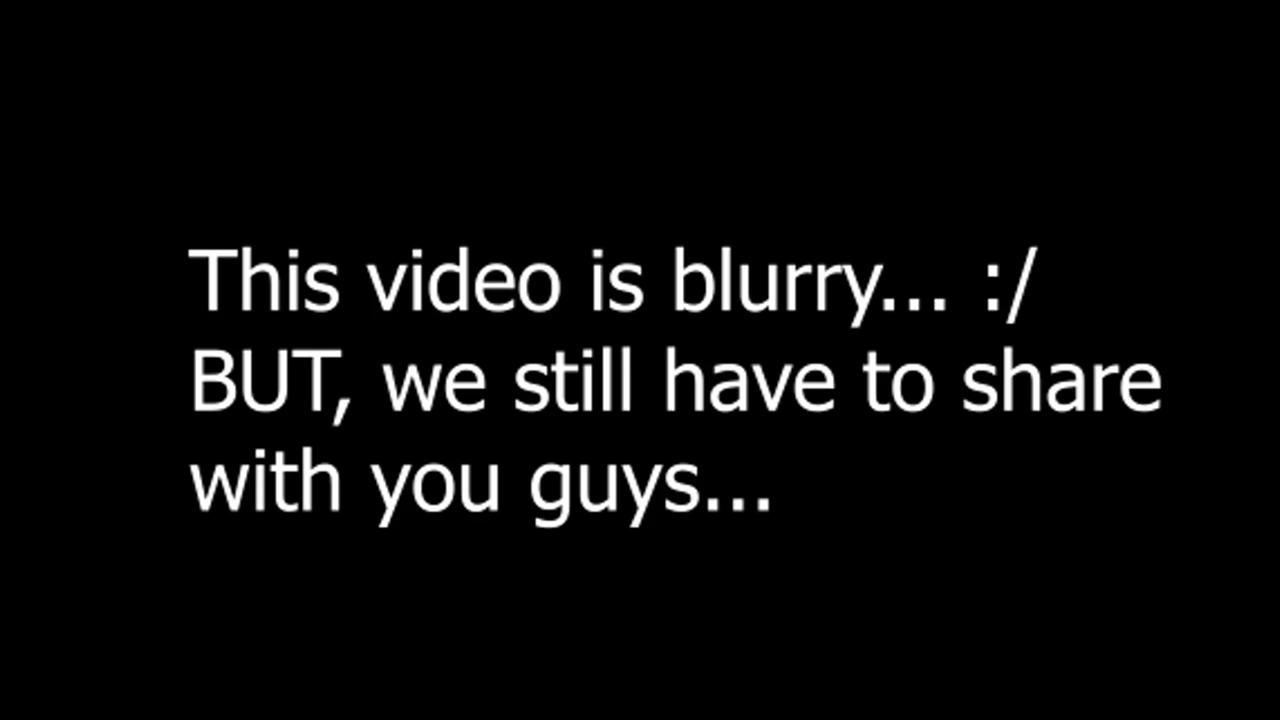 This video is blurry... :/
BUT, we still have to share
with you guys...